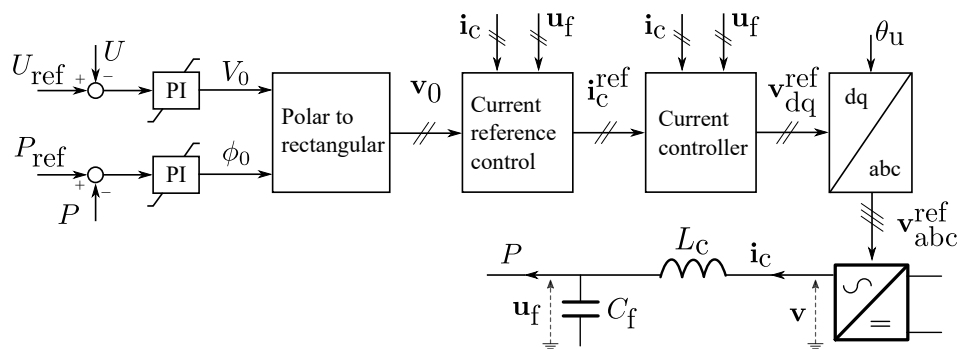 U_ref
+
−
U
PI
V_0
P_ref
+
−
P
PI
ϕ_0
Polar to
rectangular
v_0
i_c
u_f
Current
reference
control
i_c^ref
i_c
u_f
Current
controller
v_dq^ref
θ_u
dq
abc
v_abc^ref
P
L_c
i_c
u_f
C_f
v